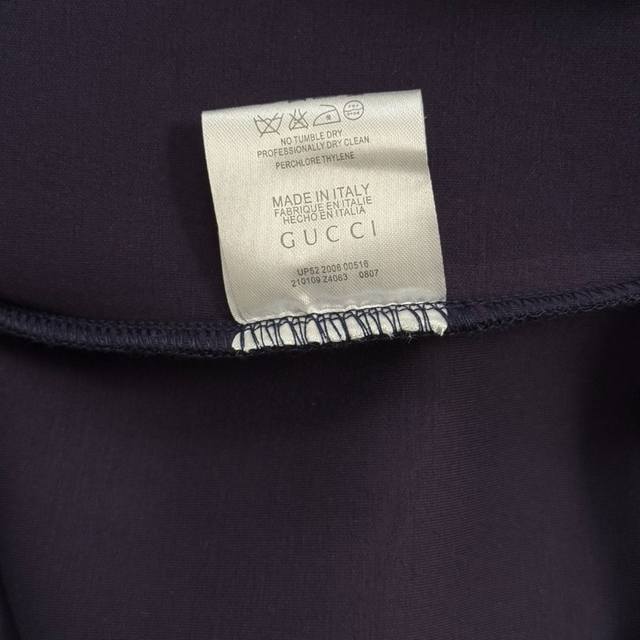 NO TUMBLE DRY
PROFESSIONALLY DRY CLEAN
PERCHLORE THYLENE
MADE IN ITALY
FABRIQUE EN ITALIE
HECHO EN ITALIA
GUCCI
UP52 2008 00516
210109 Z4063 0807